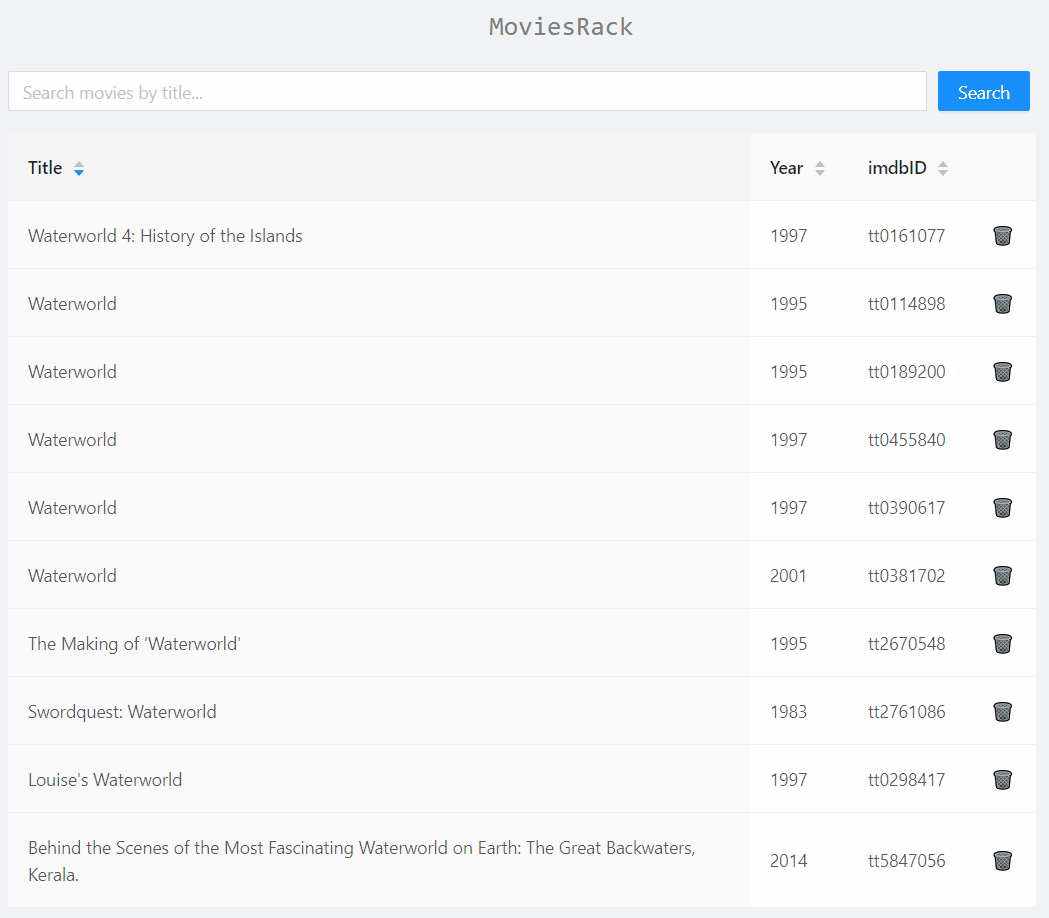 MoviesRack
Search movies by title...
Search
Title Year imdbID
Waterworld 4: History of the Islands 1997 tt0161077
Waterworld 1995 tt0114898
Waterworld 1995 tt0189200
Waterworld 1997 tt0455840
Waterworld 1997 tt0390617
Waterworld 2001 tt0381702
The Making of 'Waterworld' 1995 tt2670548
Swordquest: Waterworld 1983 tt2761086
Louise's Waterworld 1997 tt0298417
Behind the Scenes of the Most Fascinating Waterworld on Earth: The Great Backwaters,
Kerala.
2014 tt5847056